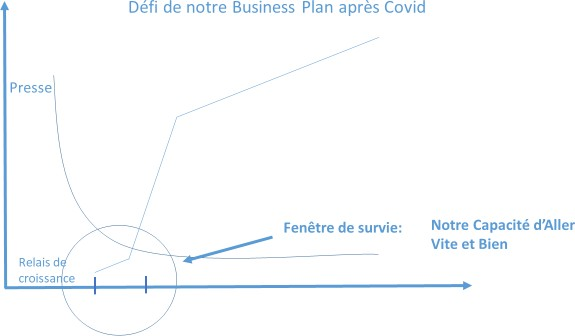 Défi de notre Business Plan après Covid
Presse
Fenêtre de survie:
Notre Capacité d'Aller
Vite et Bien
Relais de
croissance